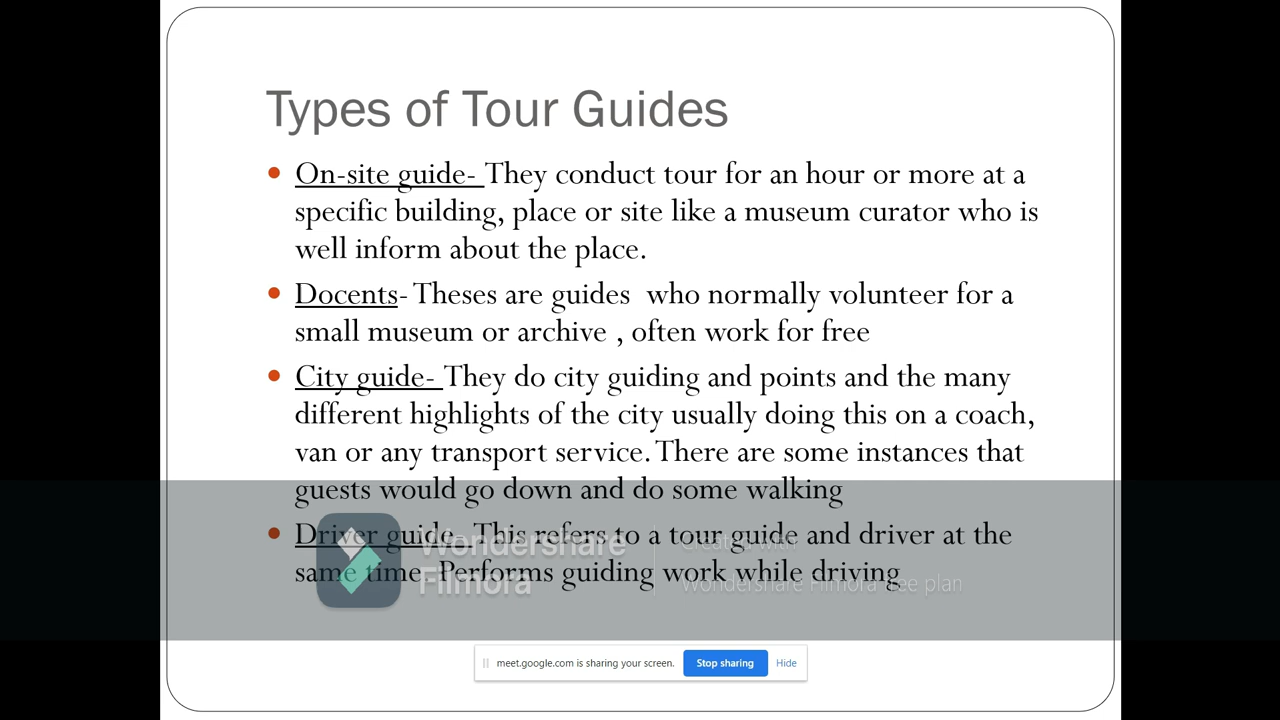 Types of Tour Guides
• On-site guide- They conduct tour for an hour or more at a
specific building, place or site like a museum curator who is
well inform about the place.
• Docents- Theses are guides  who normally volunteer for a
small museum or archive , often work for free
• City guide- They do city guiding and points and the many
different highlights of the city usually doing this on a coach,
van or any transport service. There are some instances that
guests would go down and do some walking
• Driver guide- This refers to a tour guide and driver at the
same time  Performs guiding work while driving
Wondershare
Filmora
Created with
Wondershare Filmora free plan
meet.google.com is sharing your screen.
Stop sharing
Hide